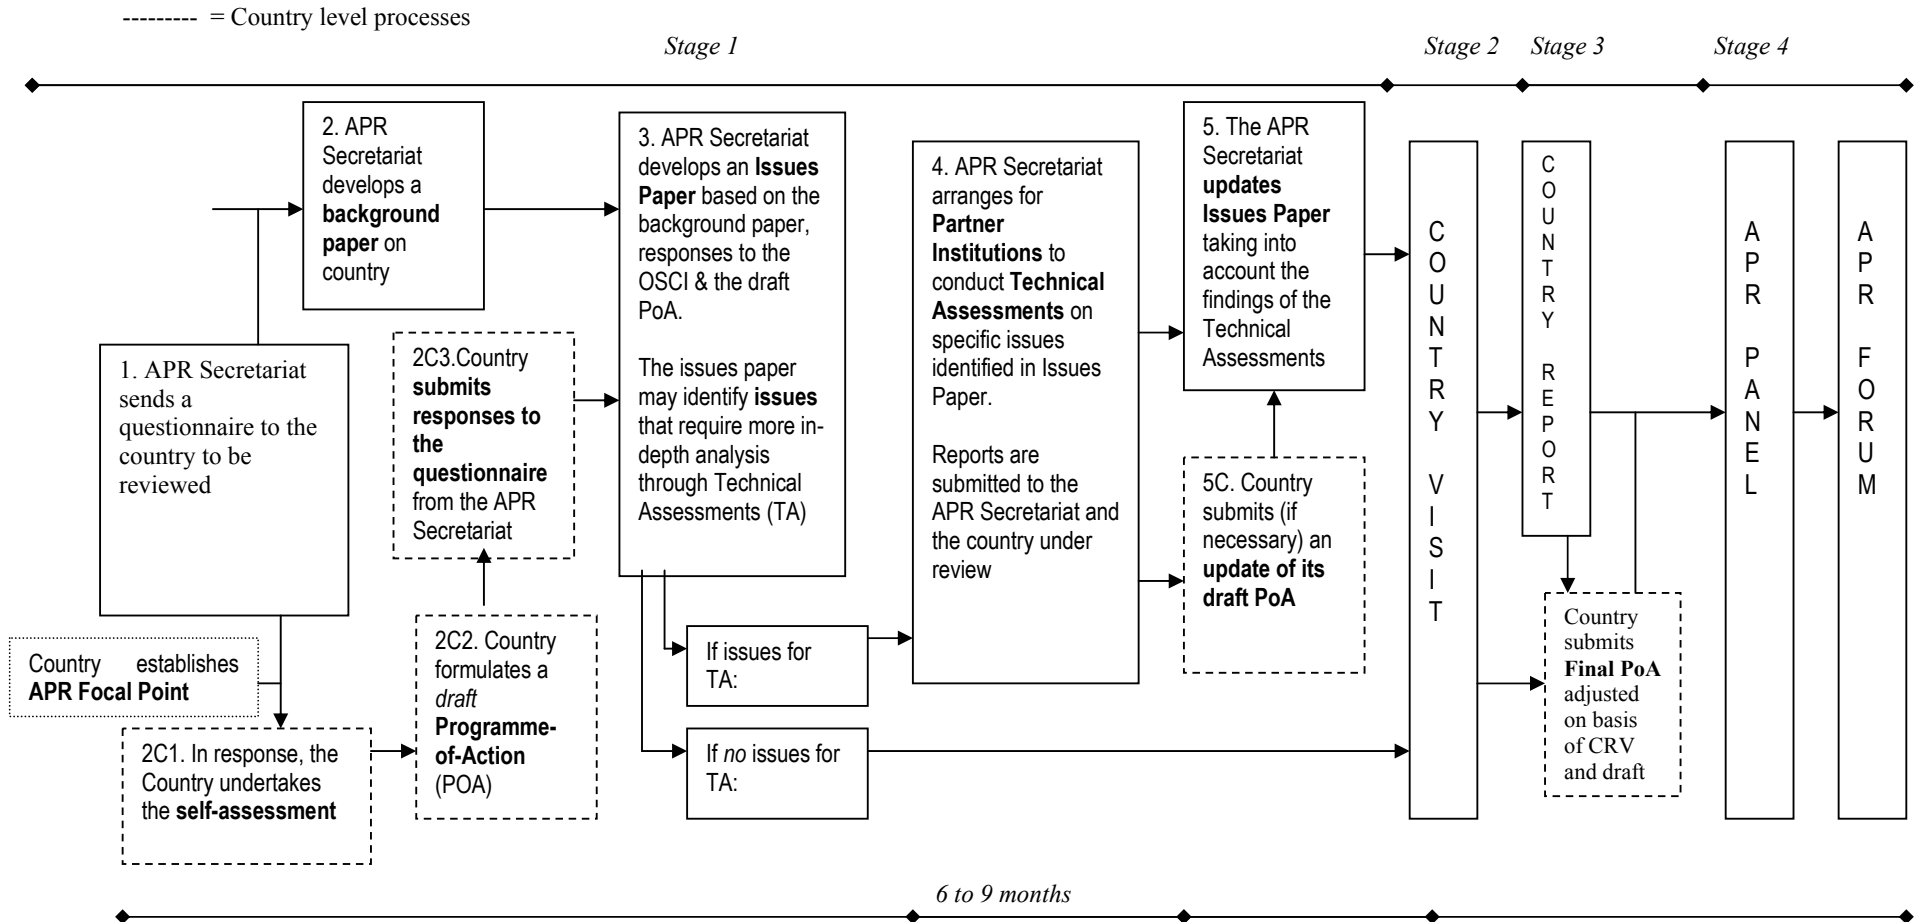 --------- = Country level processes
Stage 1
Stage 2
Stage 3
Stage 4
1. APR Secretariat
sends a
questionnaire to the
country to be
reviewed
Country establishes
APR Focal Point
2. APR
Secretariat
develops a
background
paper on
country
2C1. In response, the
Country undertakes
the self-assessment
2C2. Country
formulates a
draft
Programme-
of-Action
(POA)
2C3.Country
submits
responses to
the
questionnaire
from the APR
Secretariat
3. APR Secretariat
develops an Issues
Paper based on the
background paper,
responses to the
OSCI & the draft
PoA.
The issues paper
may identify issues
that require more in-
depth analysis
through Technical
Assessments (TA)
If issues for
TA:
If no issues for
TA:
4. APR Secretariat
arranges for
Partner
Institutions to
conduct Technical
Assessments on
specific issues
identified in Issues
Paper.
Reports are
submitted to the
APR Secretariat and
the country under
review
5. The APR
Secretariat
updates
Issues Paper
taking into
account the
findings of the
Technical
Assessments
5C. Country
submits (if
necessary) an
update of its
draft PoA
COUNTRY VISIT
COUNTRY REPORT
Country
submits
Final PoA
adjusted
on basis
of CRV
and draft
APR PANEL
APR FORUM
6 to 9 months